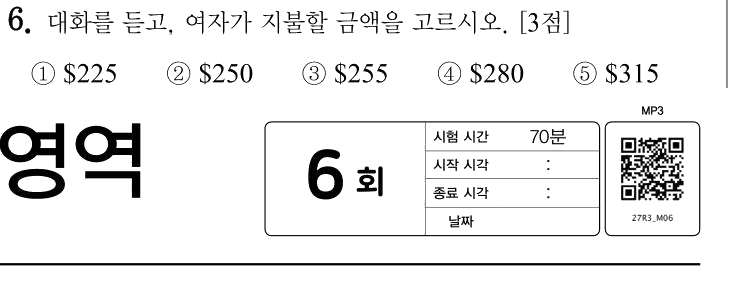 6. 대화를 듣고, 여자가 지불할 금액을 고르시오. [3점]
① $225 ② $250 ③ $255 ④ $280 ⑤ $315
영역
6회
시험 시간 70분
시작 시각 :
종료 시각 :
날짜
MP3
27R3_M06